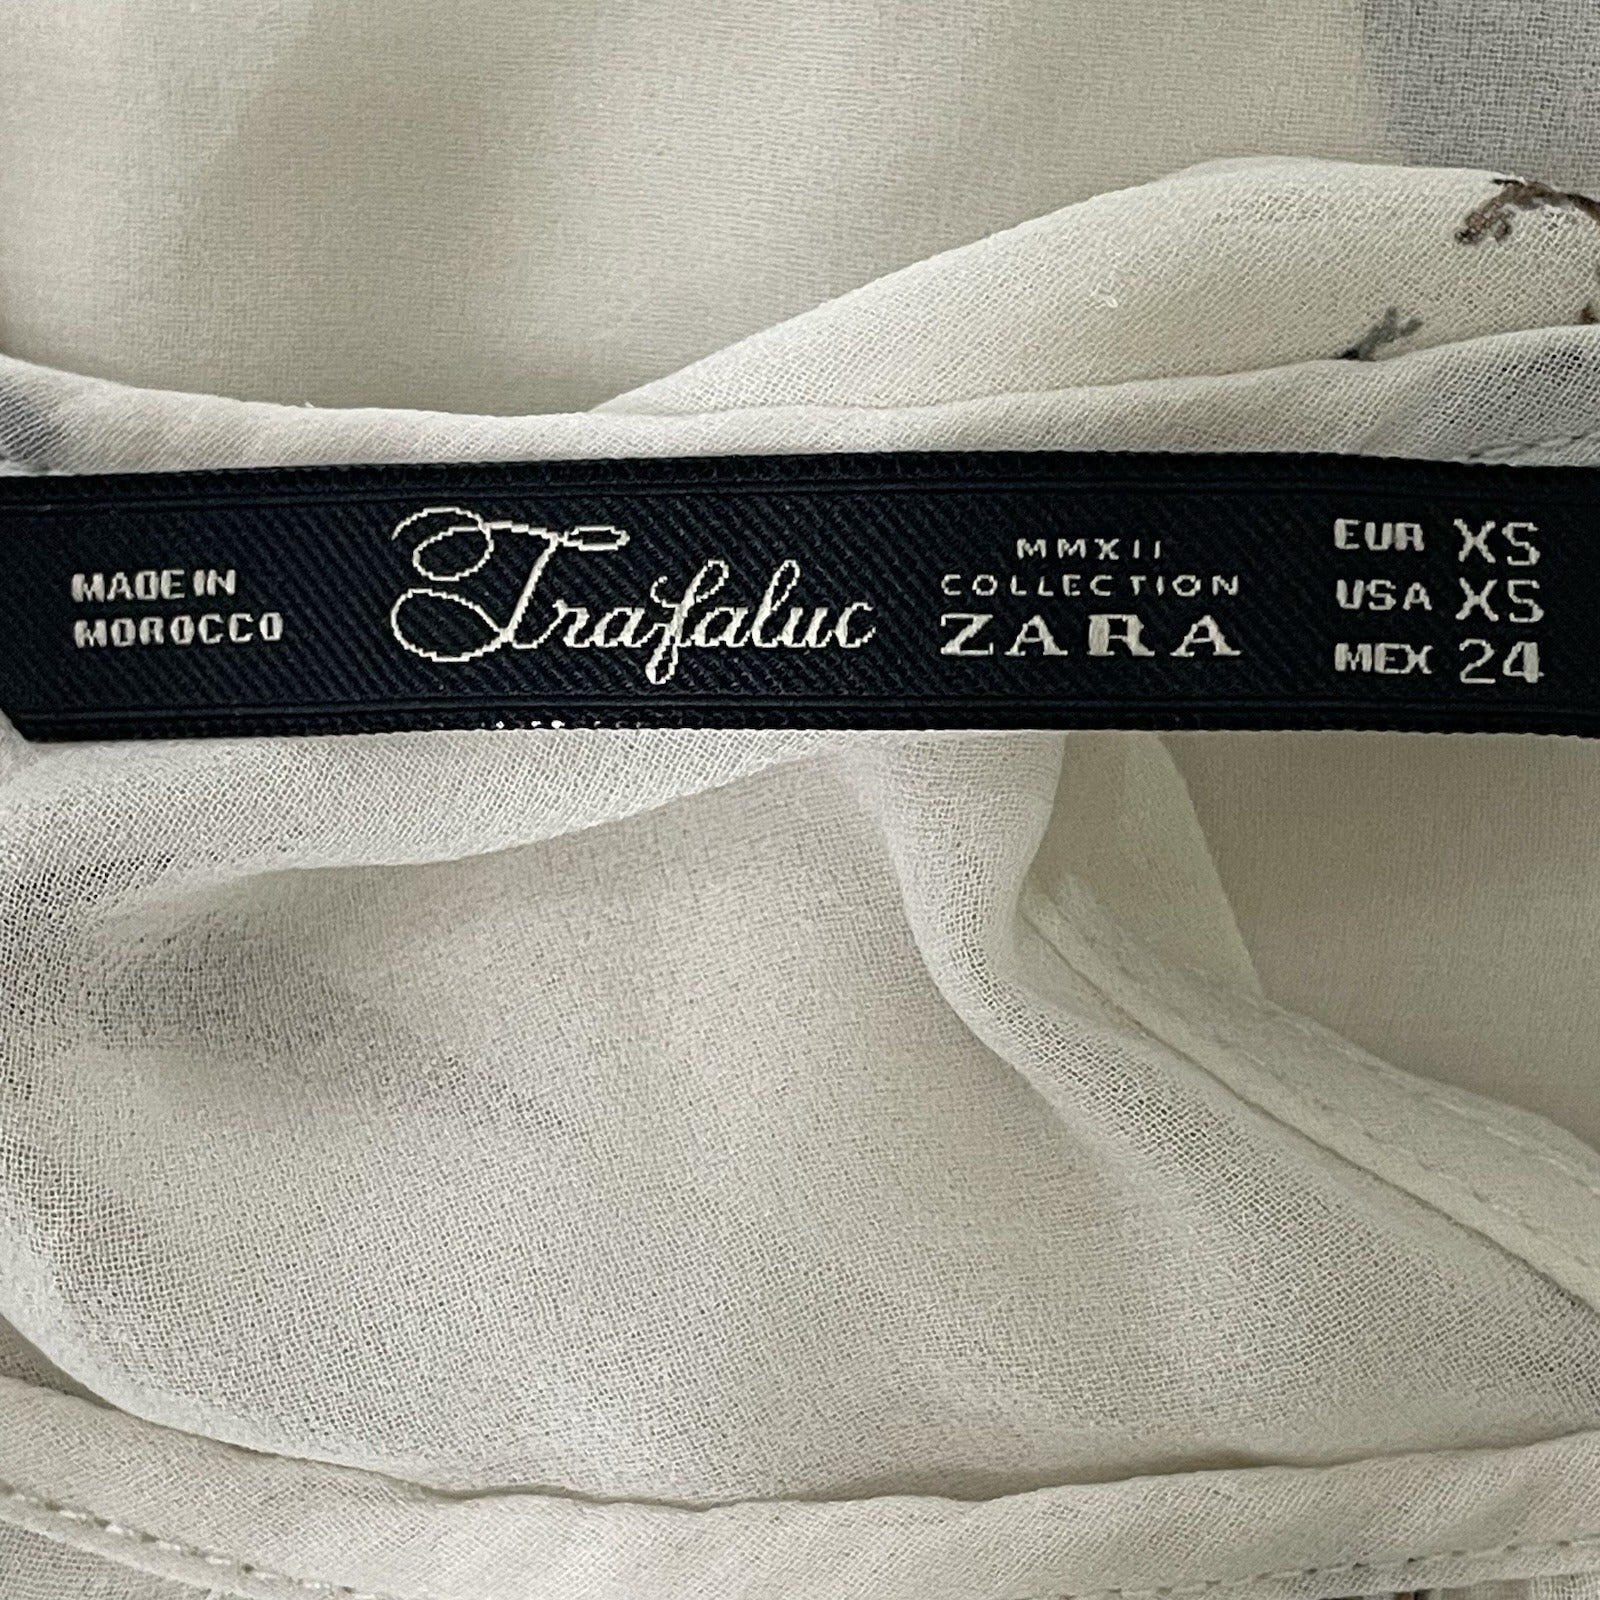 MADE IN
MOROCCO
Trafaluc
MMXII
COLLECTION
ZARA
EUR XS
USA XS
MEX 24